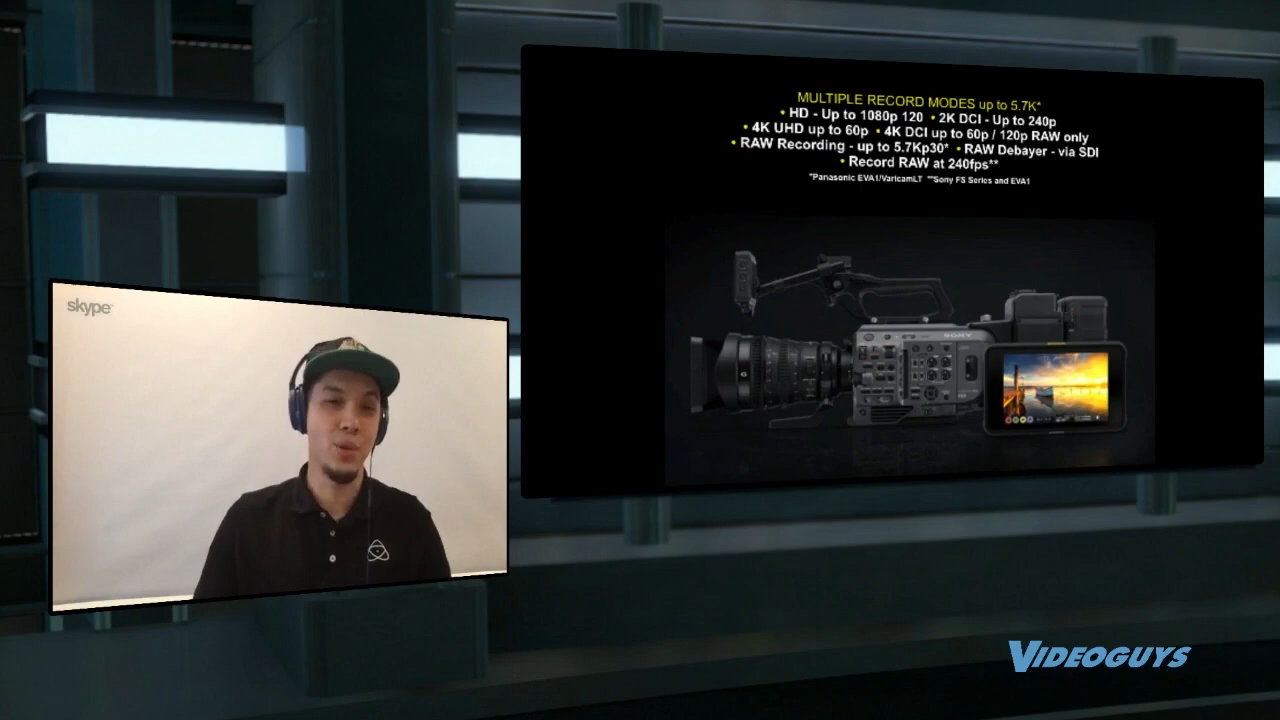 MULTIPLE RECORD MODES up to 5.7K*
• HD - Up to 1080p 120 • 2K DCI - Up to 240p
• 4K UHD up to 60p • 4K DCI up to 60p / 120p RAW only
• RAW Recording - up to 5.7Kp30* • RAW Debayer - via SDI
• Record RAW at 240fps**
*Panasonic EVA1/VaricamLT **Sony FS Series and EVA1
skype
SONY
VIDEOGUYS